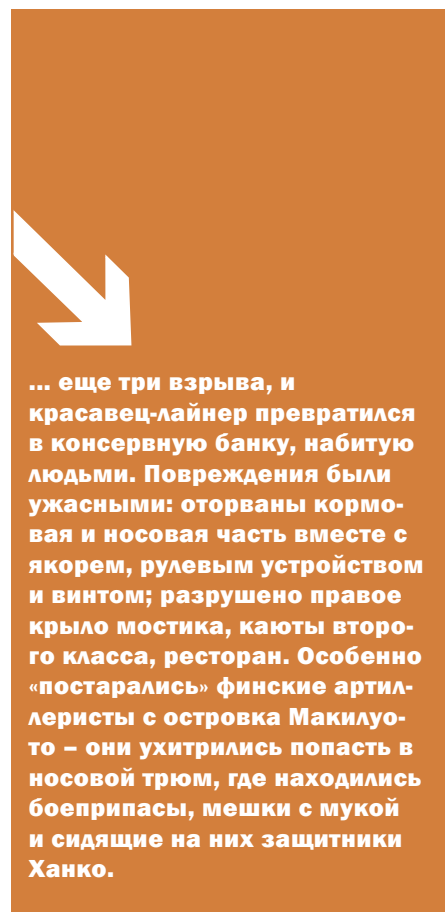 ... еще три взрыва, и
красавец-лайнер превратился
в консервную банку, набитую
людьми. Повреждения были
ужасными: оторваны кормо-
вая и носовая часть вместе с
якорем, рулевым устройством
и винтом; разрушено правое
крыло мостика, каюты второ-
го класса, ресторан. Особенно
«постарались» финские артил-
леристы с островка Макилуо-
то – они ухитрились попасть в
носовой трюм, где находились
боеприпасы, мешки с мукой
и сидящие на них защитники
Ханко.